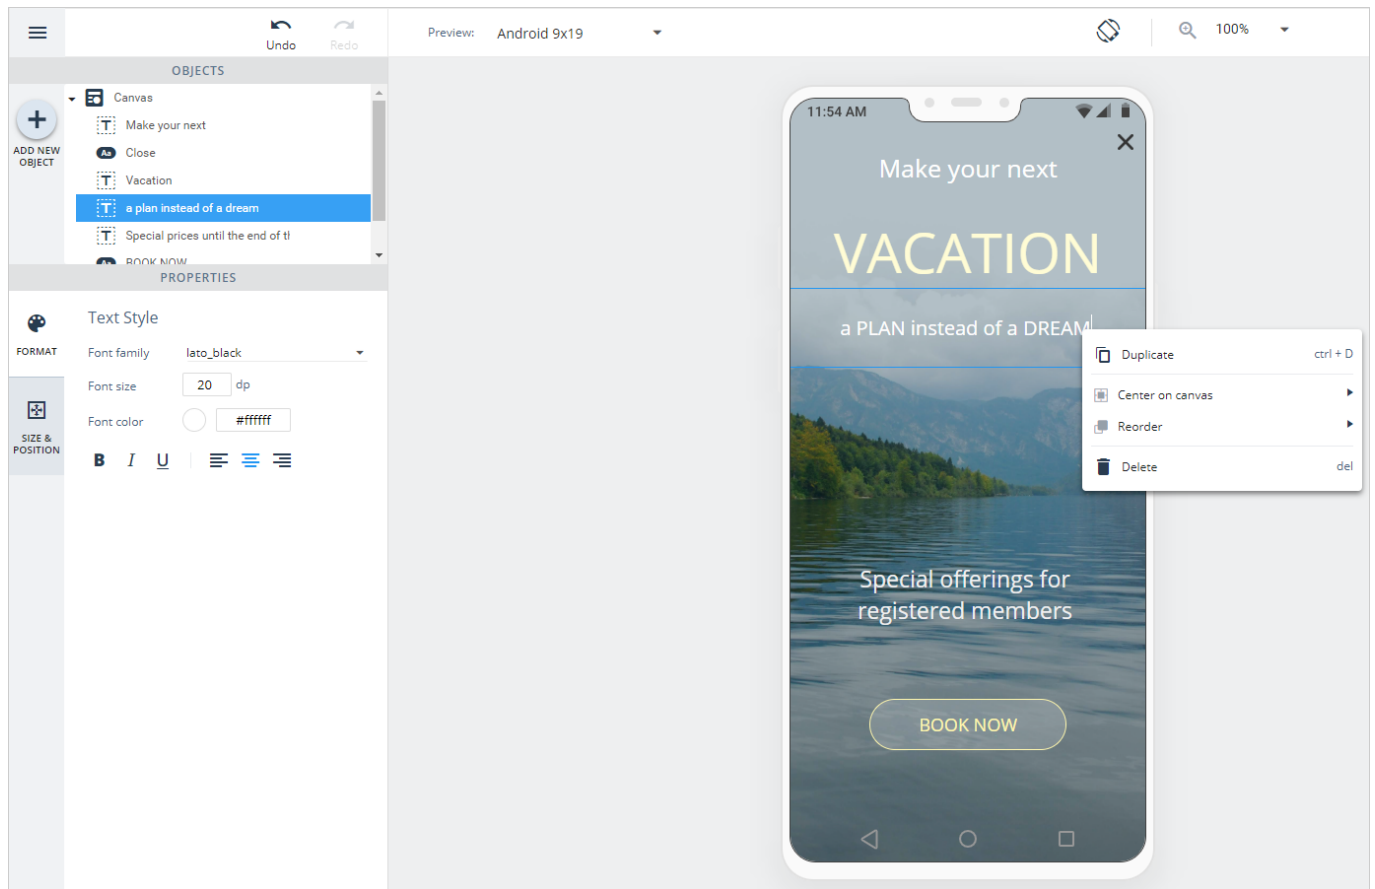 Undo
Redo
Preview:
Android 9x19
100%
OBJECTS
ADD NEW
OBJECT
Canvas
T Make your next
Aa Close
T Vacation
T a plan instead of a dream
T Special prices until the end of tl
BOOK NOW
PROPERTIES
FORMAT
SIZE &
POSITION
Text Style
Font family lato_black
Font size 20 dp
Font color #ffffff
B I U
11:54 AM
Make your next
VACATION
a PLAN instead of a DREAM
Duplicate ctrl + D
Center on canvas
Reorder
Delete del
Special offerings for
registered members
BOOK NOW